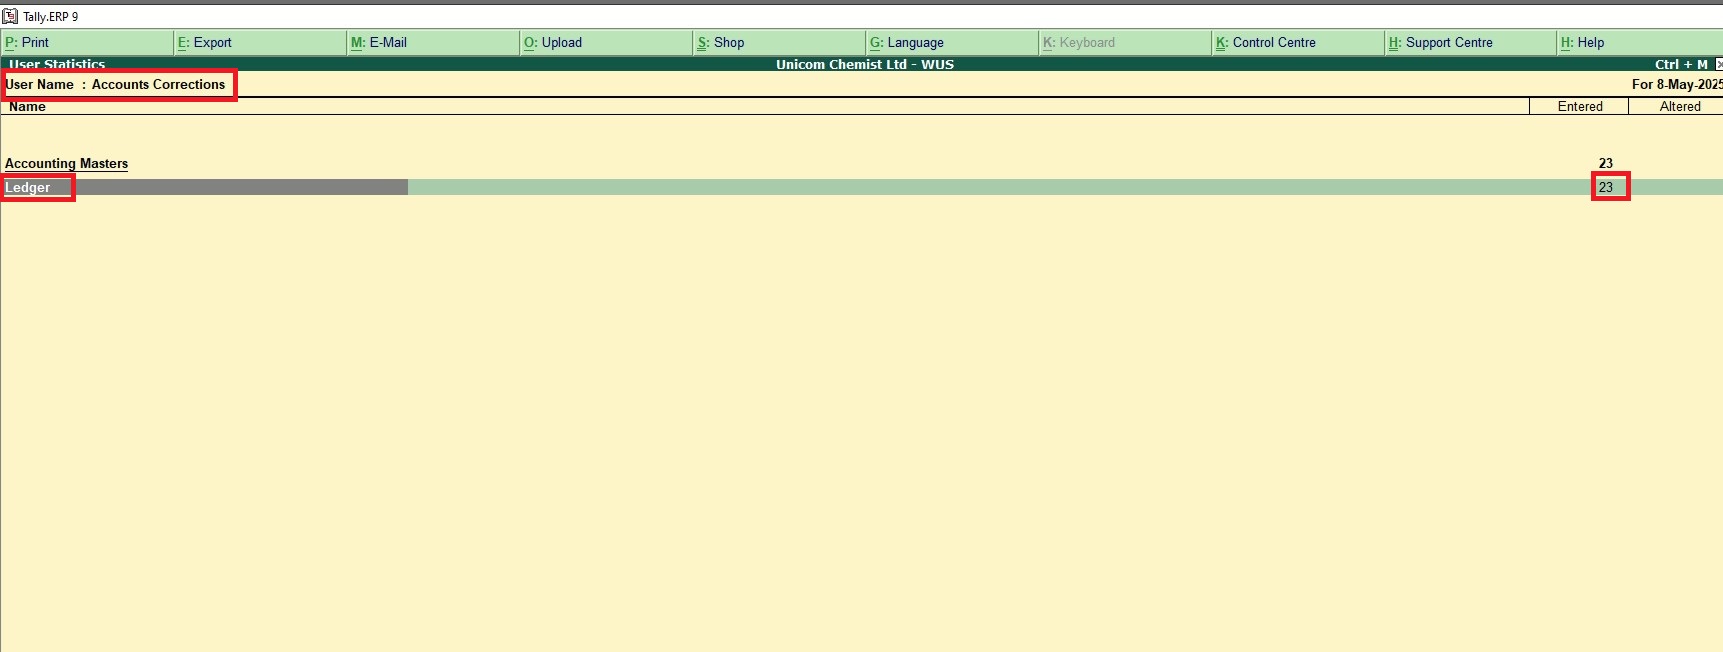 Tally.ERP 9
P: Print E: Export M: E-Mail O: Upload S: Shop G: Language K: Keyboard K: Control Centre H: Support Centre H: Help
User Statistics Unicom Chemist Ltd - WUS Ctrl + M
User Name : Accounts Corrections For 8-May-2025
Name Entered Altered
Accounting Masters 23
Ledger 23